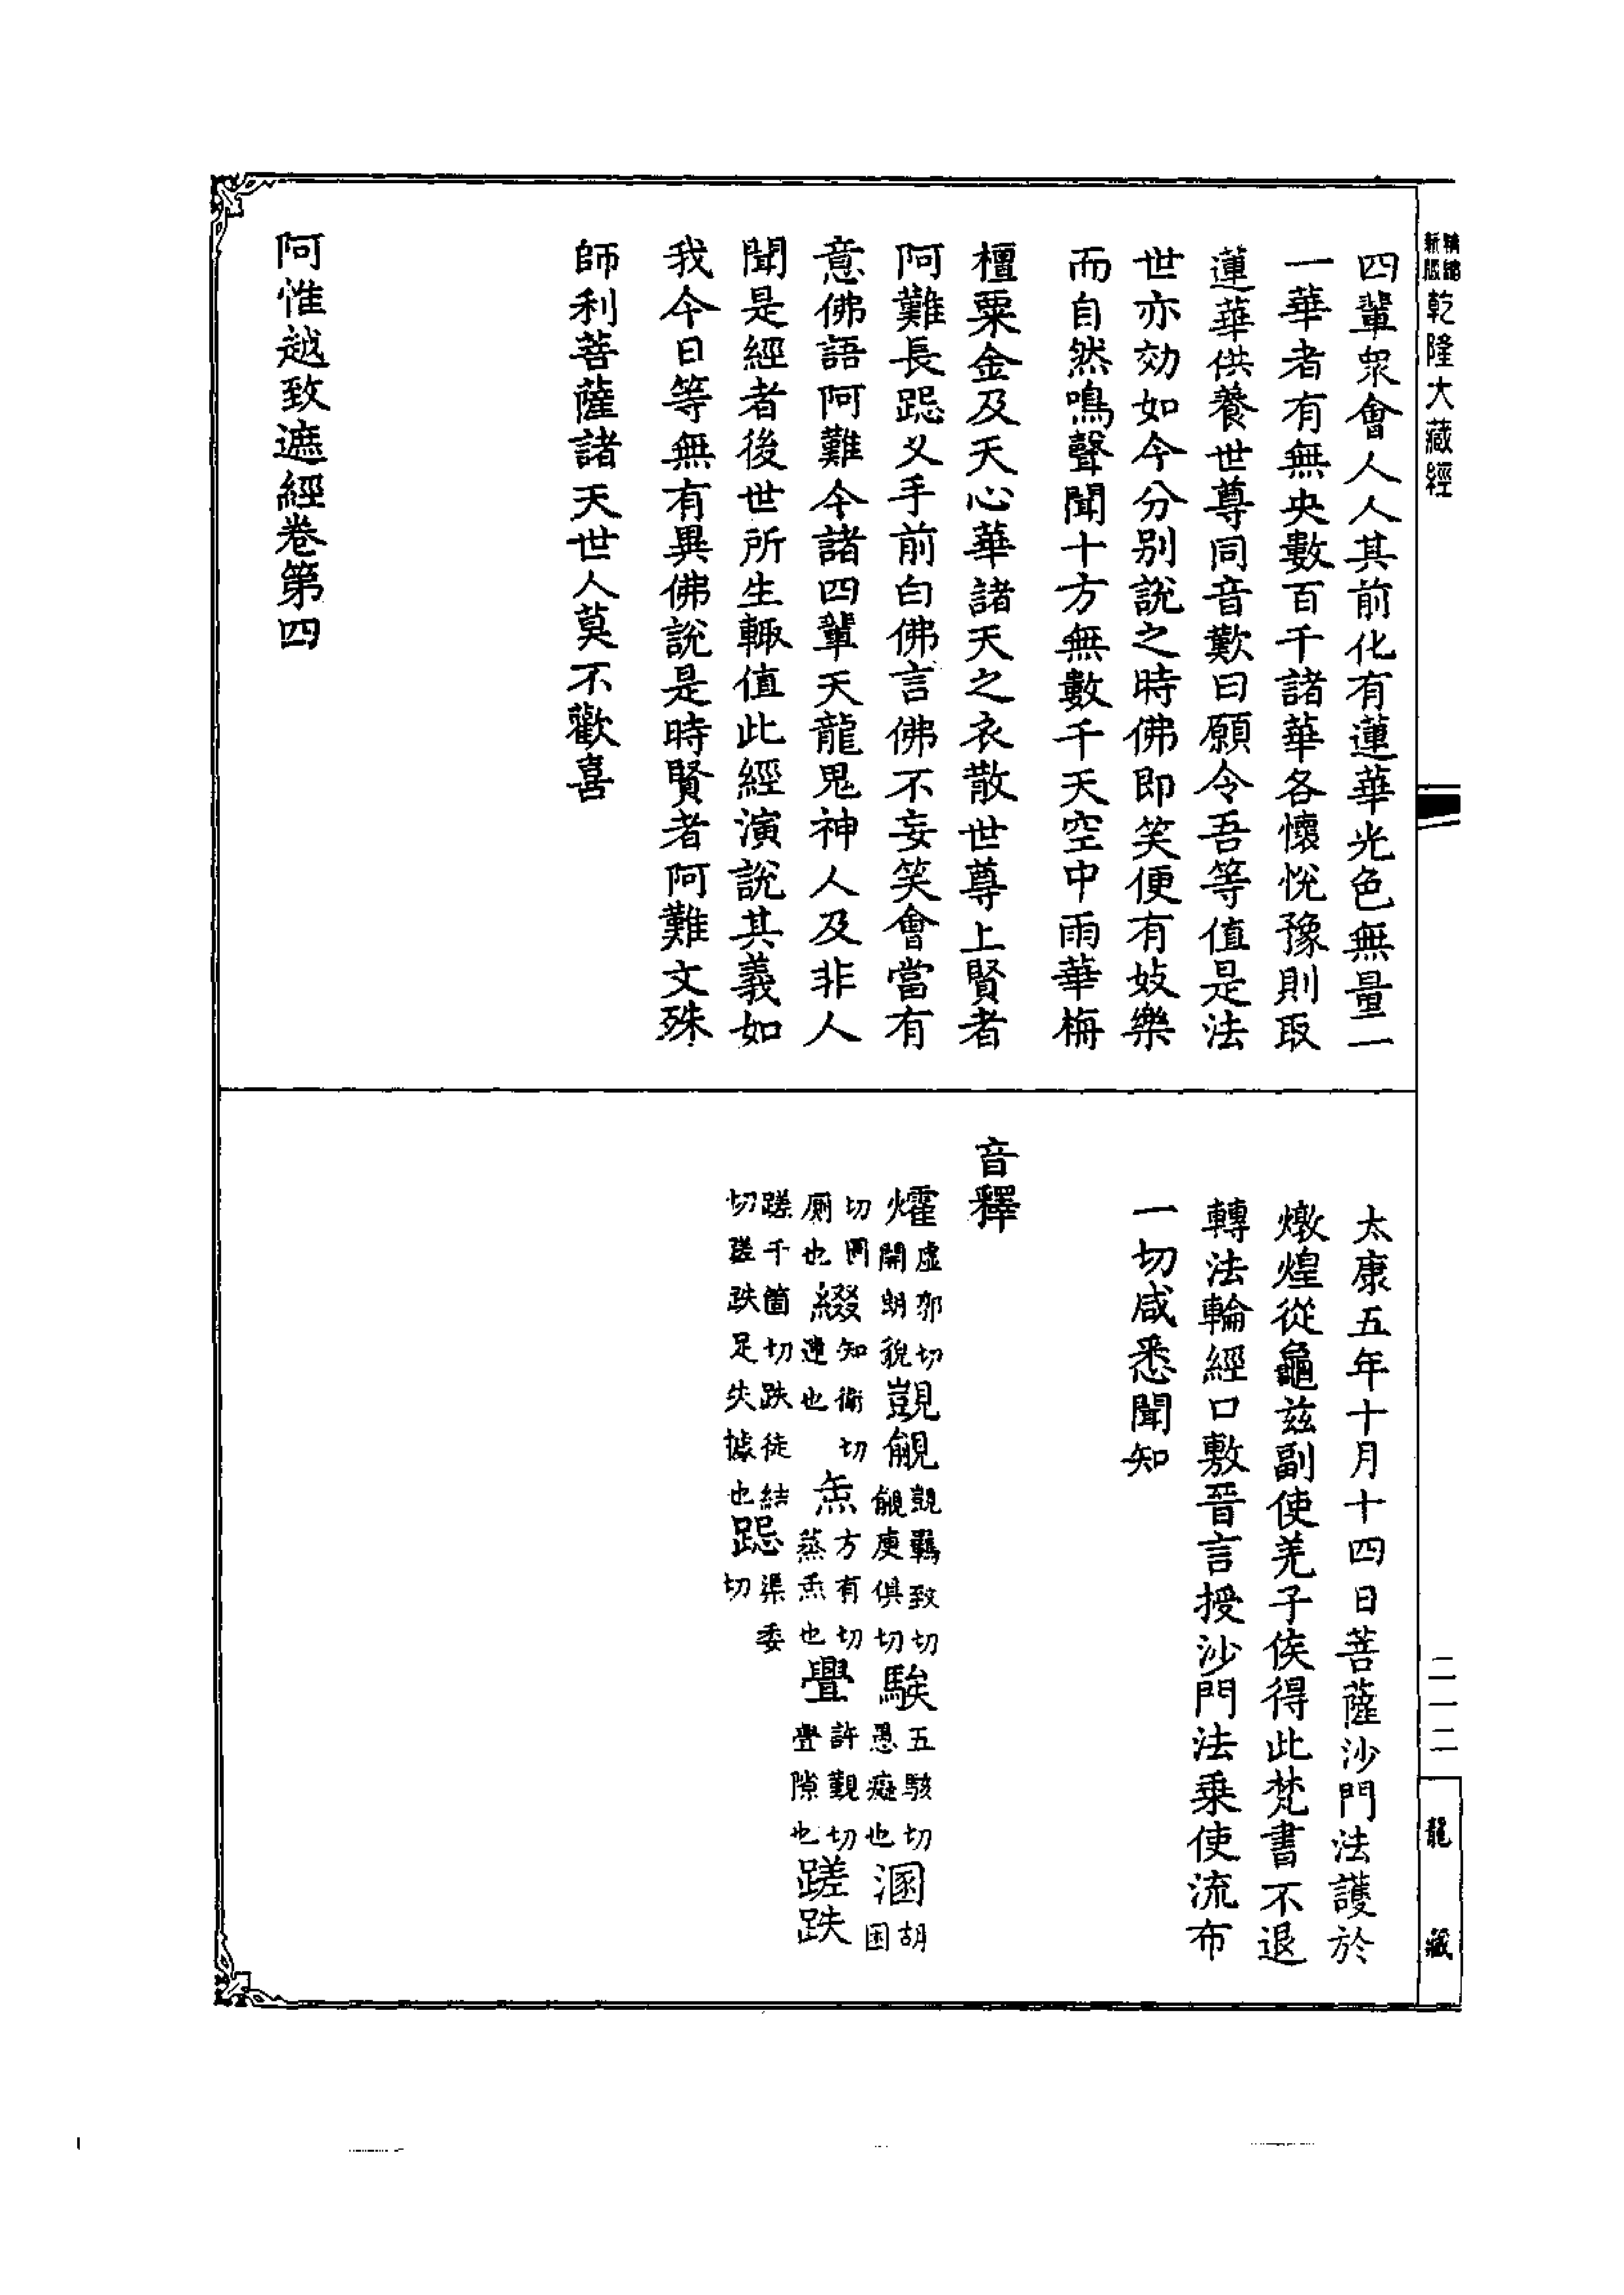 新版
乾隆大藏經
四輩眾會人人其前化有蓮華光色無量一
一華者有無央數百千諸華各懷悅豫則取
蓮華供養世尊同音歎曰願令吾等值是法
世亦効如今分別說之時佛即笑便有妓樂
而自然鳴聲聞十方無數千天空中雨華栴
檀粟金及天心華諸天之衣散世尊上賢者
阿難長跽叉手前白佛言佛不妄笑會當有
意佛語阿難今諸四輩天龍鬼神人及非人
聞是經者後世所生輙值此經演說其義如
我今日等無有異佛說是時賢者阿難文殊
師利菩薩諸天世人莫不歡喜
阿惟越致遮經卷第四
太康五年十月十四日菩薩沙門法護於
燉煌從龜茲副使羌子侯得此梵書不退
轉法輪經口敷晉言授沙門法乘使流布
一切咸悉聞知
音釋
爠虛郭切開朗貌覬覦覬羈致切覦庾俱切騃五駭切愚癡也溷胡困
切圂廁也綴知衛切連也缹方有切蒸缹也舋許覲切舋隙也蹉跌
蹉千箇切跌徒結切蹉跌足失據也跽渠委切
二一二
龍藏